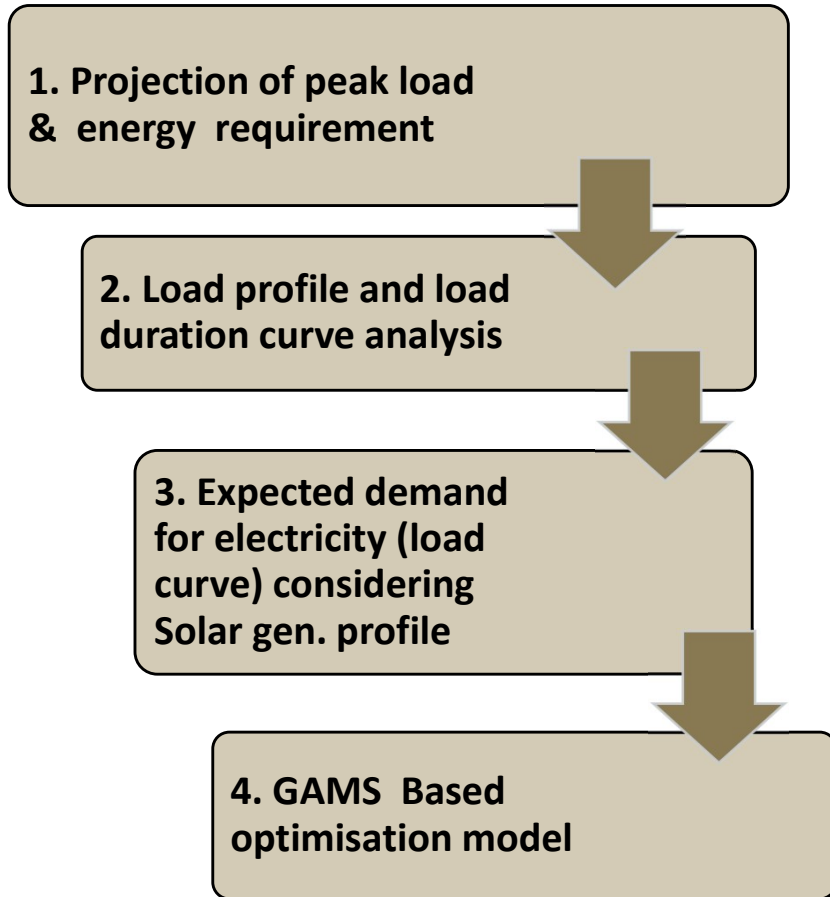 1. Projection of peak load
& energy requirement
2. Load profile and load
duration curve analysis
3. Expected demand
for electricity (load
curve) considering
Solar gen. profile
4. GAMS Based
optimisation model